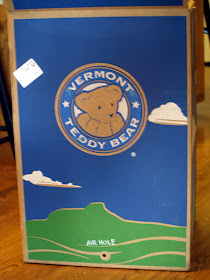 VERMONT
TEDDY BEAR
®
AIR HOLE